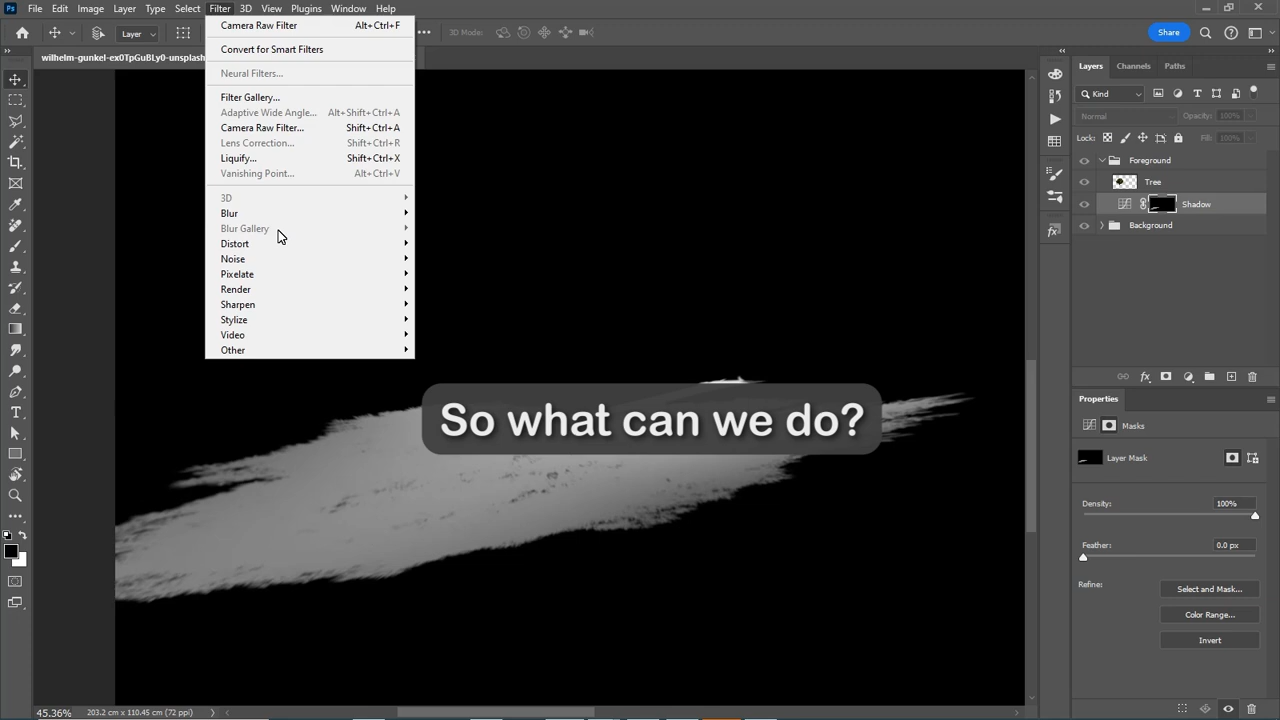 Ps File Edit Image Layer Type Select Filter 3D View Plugins Window Help
Layer 3D Mode: Share
wilhelm-gunkel-ex0TpGuBLy0-unsplash
Camera Raw Filter Alt+Ctrl+F
Convert for Smart Filters
Neural Filters...
Filter Gallery...
Adaptive Wide Angle... Alt+Shift+Ctrl+A
Camera Raw Filter... Shift+Ctrl+A
Lens Correction... Shift+Ctrl+R
Liquify... Shift+Ctrl+X
Vanishing Point... Alt+Ctrl+V
3D
Blur
Blur Gallery
Distort
Noise
Pixelate
Render
Sharpen
Stylize
Video
Other
So what can we do?
Layers Channels Paths
Kind
Normal Opacity: 100%
Lock: Fill: 100%
Foreground
Tree
Shadow
Background
fx
Properties
Masks
Layer Mask
Density: 100%
Feather: 0.0 px
Refine: Select and Mask...
Color Range...
Invert
45.36% 203.2 cm x 110.45 cm (72 ppi)